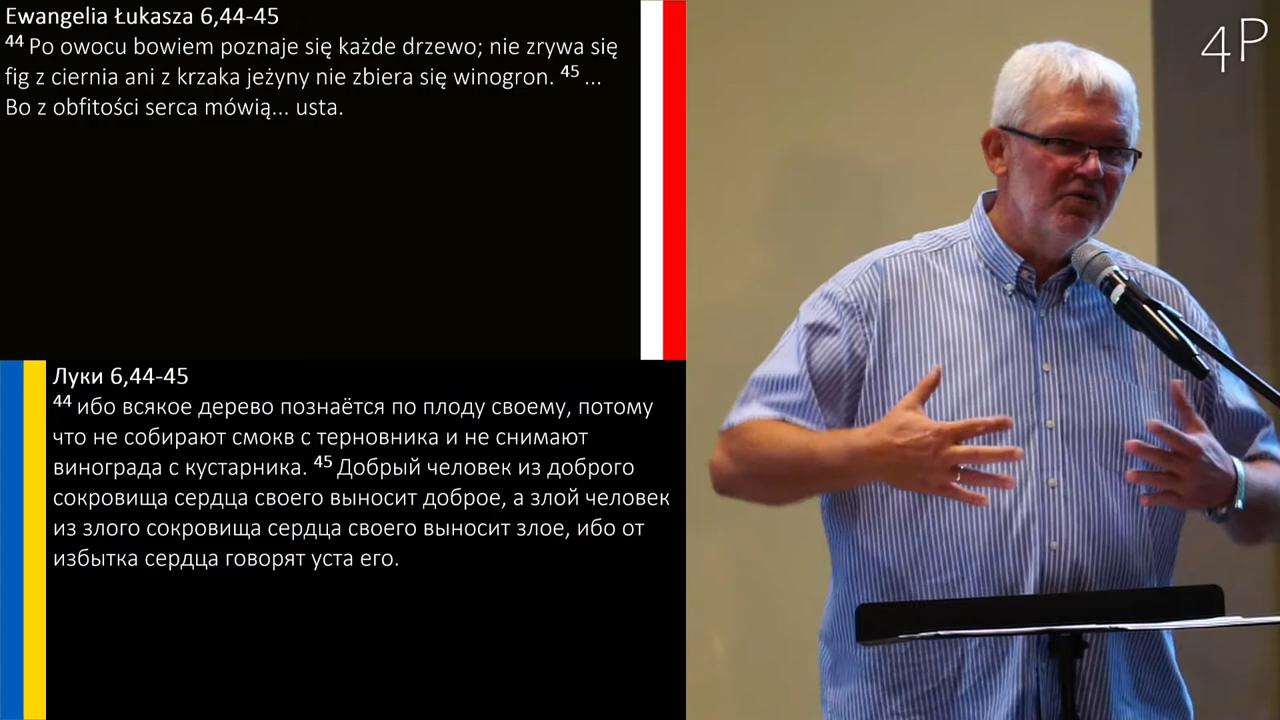 Ewangelia Łukasza 6,44-45
44 Po owocu bowiem poznaje się każde drzewo; nie zrywa się
fig z ciernia ani z krzaka jeżyny nie zbiera się winogron. 45 ...
Bo z obfitości serca mówią... usta.
4P
Луки 6,44-45
44 ибо всякое дерево познаётся по плоду своему, потому
что не собирают смокв с терновника и не снимают
винограда с кустарника. 45 Добрый человек из доброго
сокровища сердца своего выносит доброе, а злой человек
из злого сокровища сердца своего выносит злое, ибо от
избытка сердца говорят уста его.